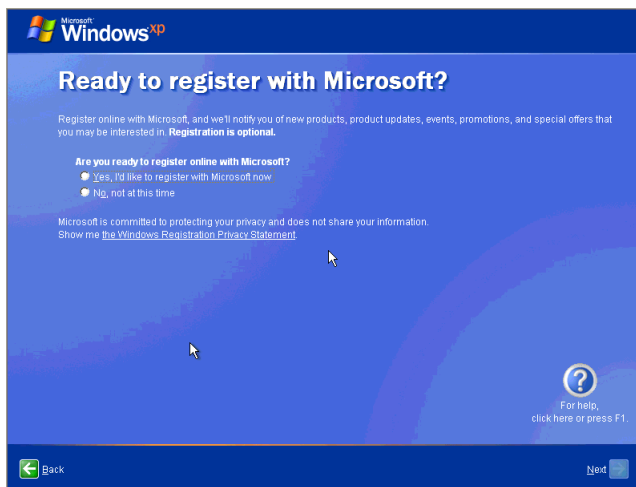 Microsoft
Windows xp
Ready to register with Microsoft?
Register online with Microsoft, and we'll notify you of new products, product updates, events, promotions, and special offers that
you may be interested in. Registration is optional.
Are you ready to register online with Microsoft?
Yes, I'd like to register with Microsoft now
No, not at this time
Microsoft is committed to protecting your privacy and does not share your information.
Show me the Windows Registration Privacy Statement.
?
For help,
click here or press F1.
Back
Next